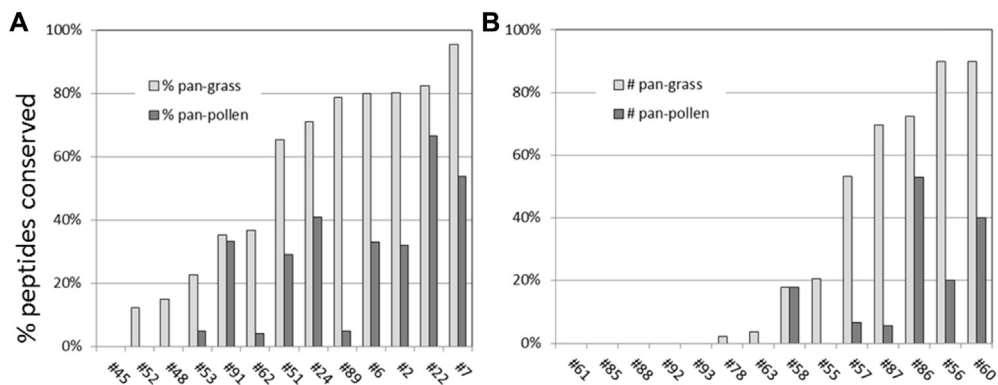 A
B
% peptides conserved
100%
80%
60%
40%
20%
0%
% pan-grass
% pan-pollen
#45 #52 #48 #53 #91 #62 #51 #24 #89 #6 #2 #22 #7
100%
80%
60%
40%
20%
0%
# pan-grass
# pan-pollen
#61 #85 #88 #92 #93 #78 #63 #58 #55 #57 #87 #86 #56 #60